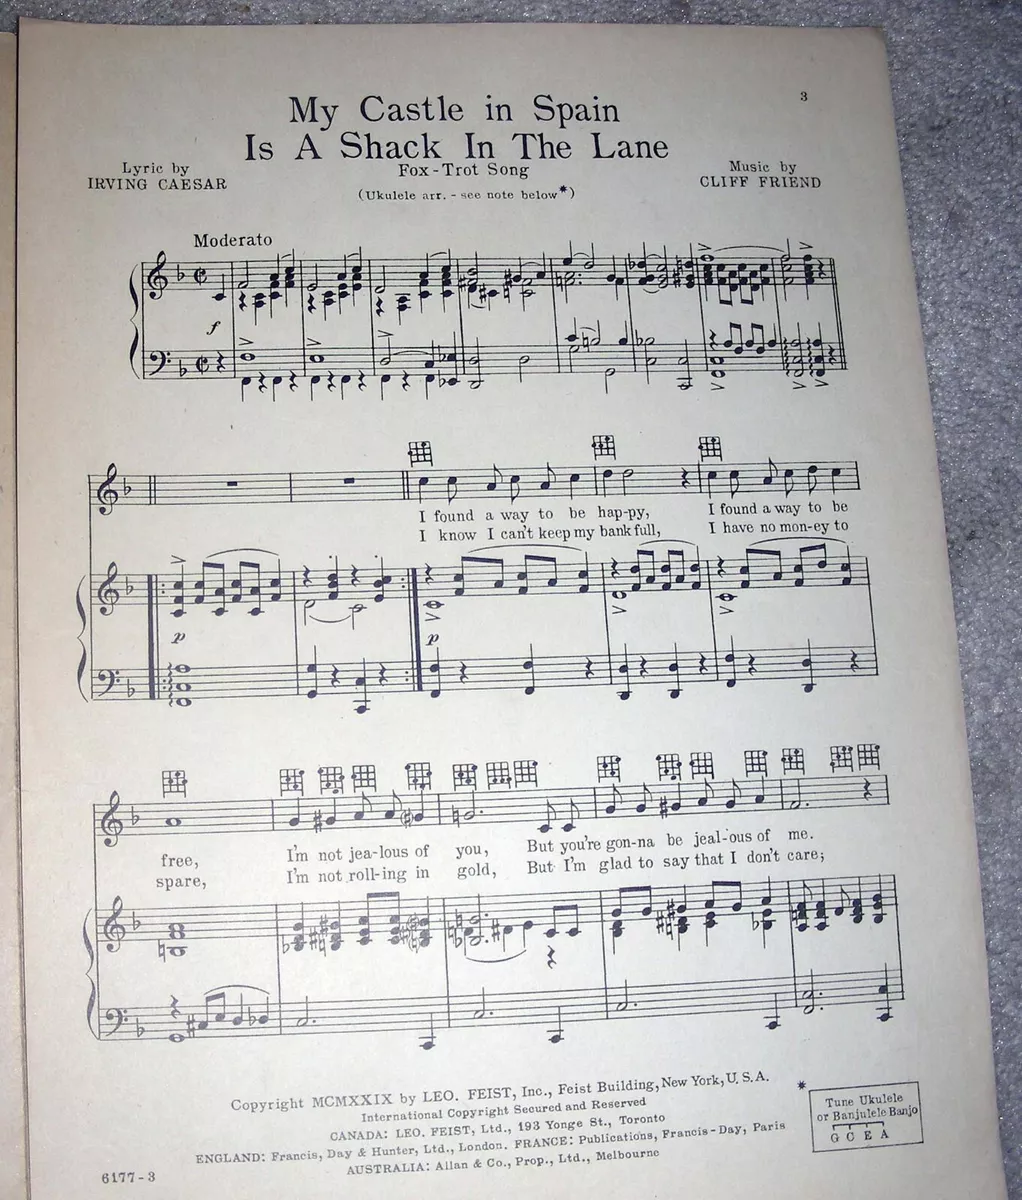 3
My Castle in Spain
Is A Shack In The Lane
Lyric by
IRVING CAESAR
Fox-Trot Song
Music by
CLIFF FRIEND
(Ukulele arr. - see note below*)
Moderato
f
I found a way to be hap-py, I found a way to be
I know I can't keep my bank full, I have no mon-ey to
p p
free, I'm not jea-lous of you, But you're gon-na be jeal-ous of me.
spare, I'm not roll-ing in gold, But I'm glad to say that I don't care;
Copyright MCMXXIX by LEO. FEIST, Inc., Feist Building, New York, U.S.A.
International Copyright Secured and Reserved
CANADA: LEO. FEIST, Ltd., 193 Yonge St., Toronto
ENGLAND: Francis, Day & Hunter, Ltd., London. FRANCE: Publications, Francis-Day, Paris
AUSTRALIA: Allan & Co., Prop., Ltd., Melbourne
* Tune Ukulele
or Banjulele Banjo
G C E A
6177-3